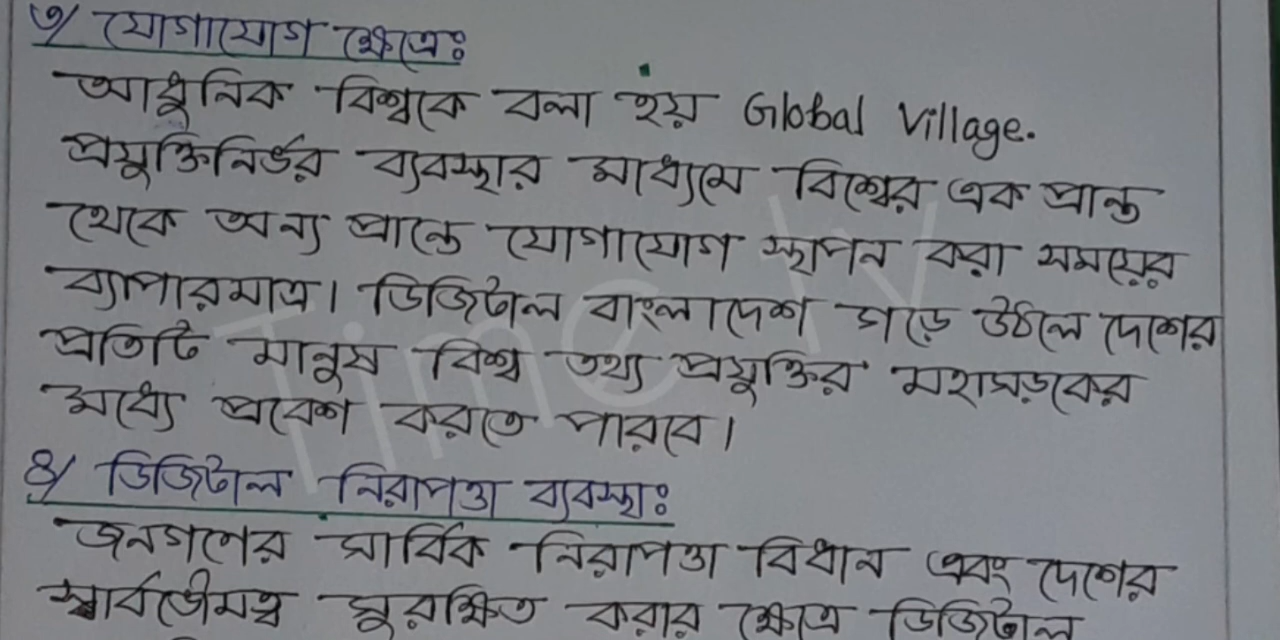 ৩/ যোগাযোগ ক্ষেত্রেঃ
আধুনিক বিশ্বকে বলা হয় Global Village.
প্রযুক্তিনির্ভর ব্যবস্থার মাধ্যমে বিশ্বের এক প্রান্ত
থেকে অন্য প্রান্তে যোগাযোগ স্থাপন করা সময়ের
ব্যাপারমাত্র। ডিজিটাল বাংলাদেশ গড়ে উঠলে দেশের
প্রতিটি মানুষ বিশ্ব তথ্য প্রযুক্তির মহাসড়কের
মধ্যে প্রবেশ করতে পারবে।
৪/ ডিজিটাল নিরাপত্তা ব্যবস্থাঃ
জনগণের সার্বিক নিরাপত্তা বিধান এবং দেশের
স্বার্বভৌমত্ব সুরক্ষিত করার ক্ষেত্রে ডিজিটাল
Time tv